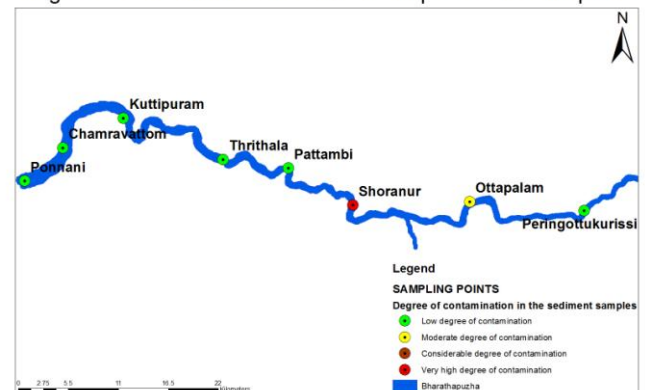 N
Kuttipuram
Chamravattom
Thrithala
Pattambi
Ponnani
Shoranur
Ottapalam
Peringottukurissi
Legend
SAMPLING POINTS
Degree of contamination in the sediment samples
Low degree of contamination
Moderate degree of contamination
Considerable degree of contamination
Very high degree of contamination
Bharathapuzha
0 2.75 5.5 11 16.5 22
Kilometers